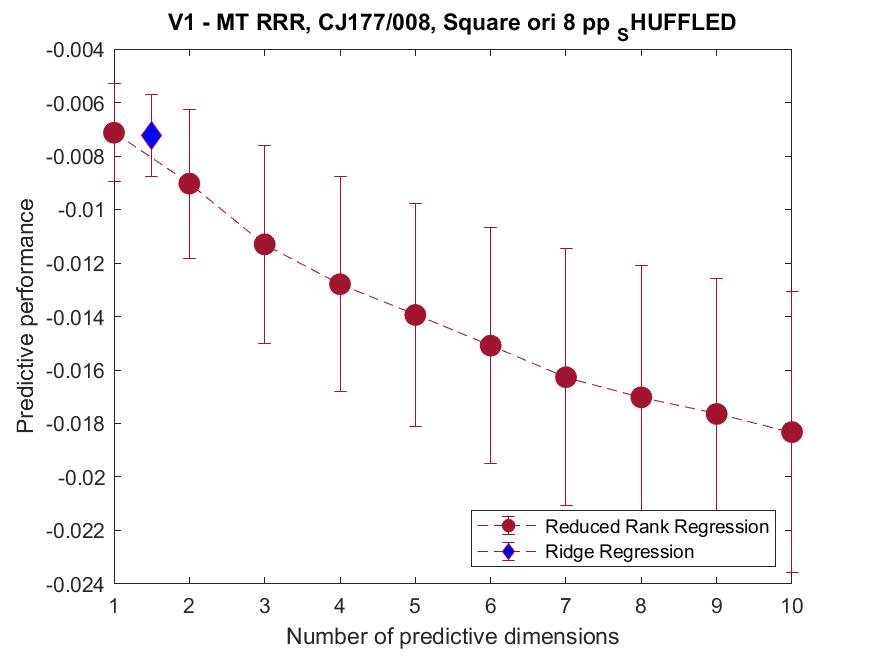 V1 - MT RRR, CJ177/008, Square ori 8 pp SHUFFLED
-0.004
-0.006
-0.008
-0.01
-0.012
-0.014
-0.016
-0.018
-0.02
-0.022
-0.024
Predictive performance
Reduced Rank Regression
Ridge Regression
1 2 3 4 5 6 7 8 9 10
Number of predictive dimensions